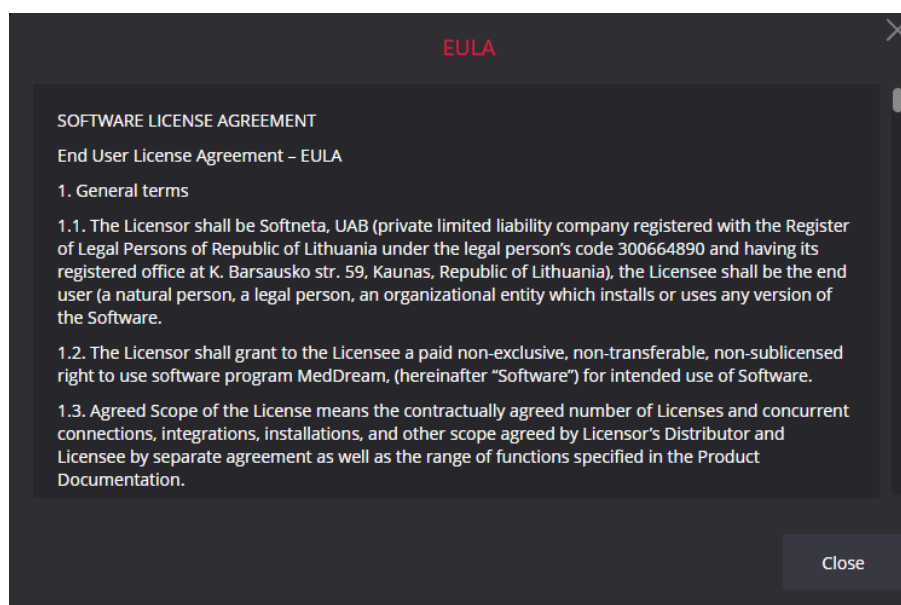 EULA
SOFTWARE LICENSE AGREEMENT
End User License Agreement – EULA
1. General terms
1.1. The Licensor shall be Softneta, UAB (private limited liability company registered with the Register
of Legal Persons of Republic of Lithuania under the legal person's code 300664890 and having its
registered office at K. Barsausko str. 59, Kaunas, Republic of Lithuania), the Licensee shall be the end
user (a natural person, a legal person, an organizational entity which installs or uses any version of
the Software.
1.2. The Licensor shall grant to the Licensee a paid non-exclusive, non-transferable, non-sublicensed
right to use software program MedDream, (hereinafter “Software”) for intended use of Software.
1.3. Agreed Scope of the License means the contractually agreed number of Licenses and concurrent
connections, integrations, installations, and other scope agreed by Licensor's Distributor and
Licensee by separate agreement as well as the range of functions specified in the Product
Documentation.
Close